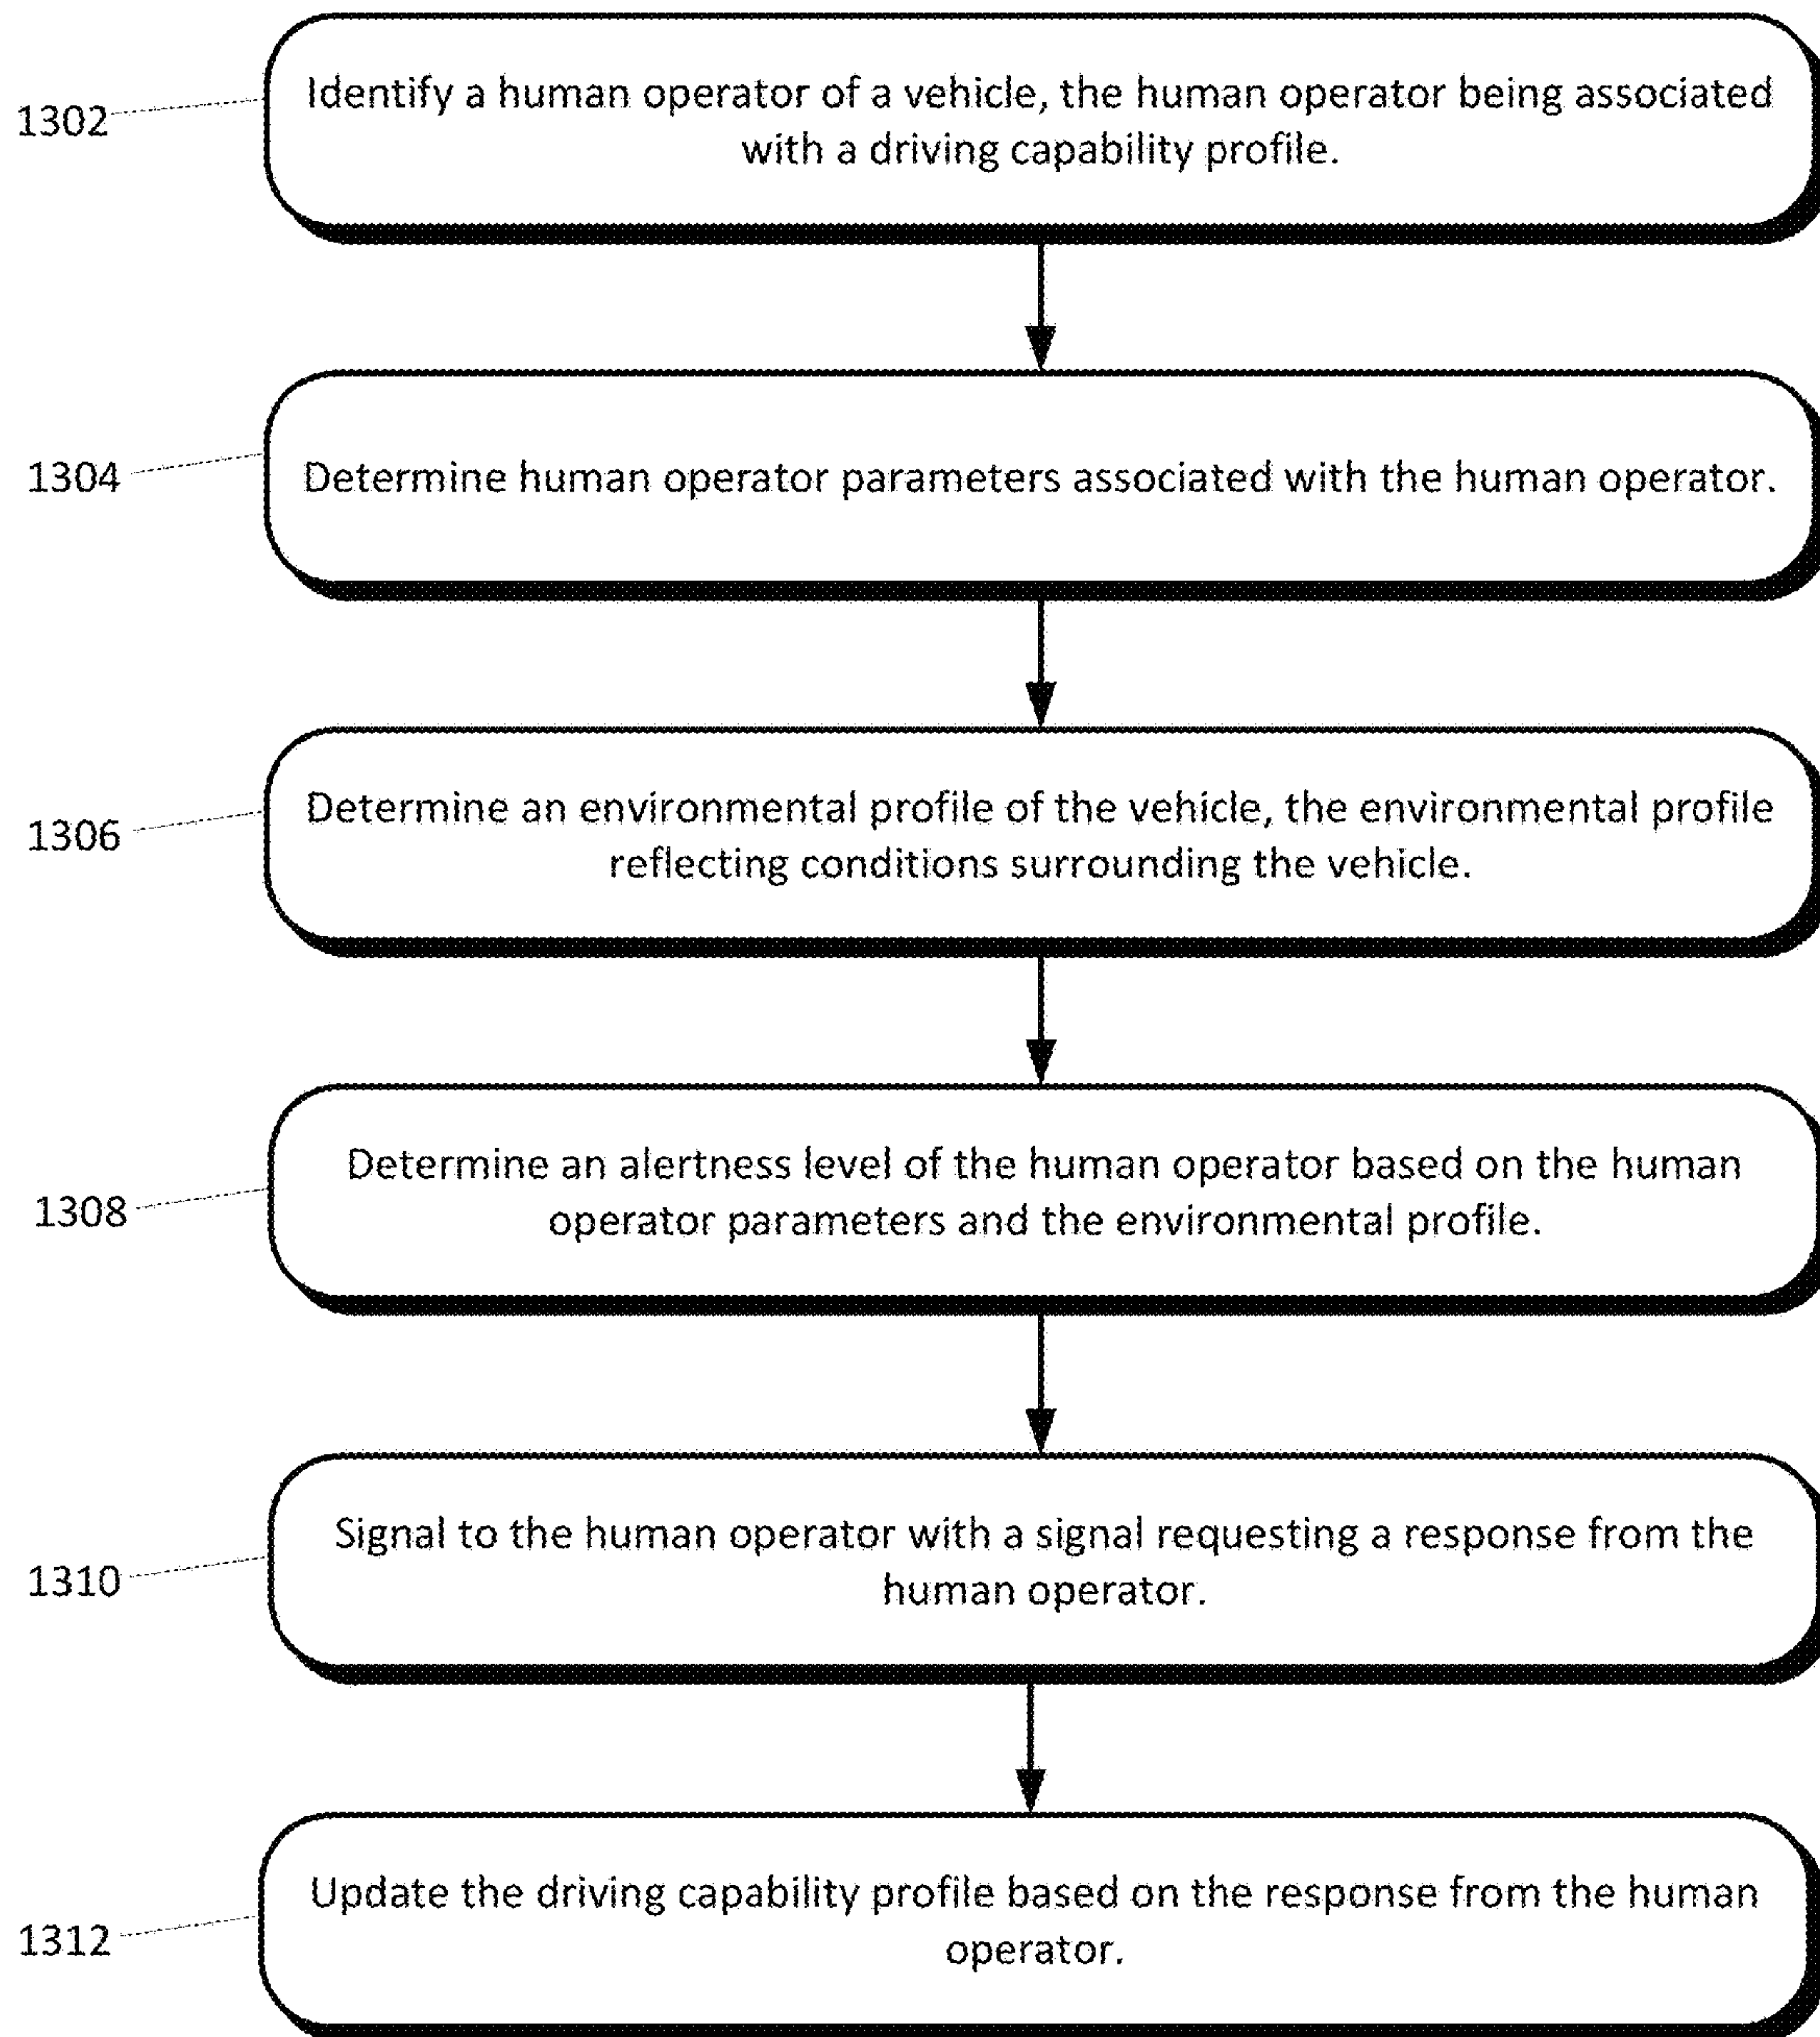 1302
Identify a human operator of a vehicle, the human operator being associated
with a driving capability profile.
1304
Determine human operator parameters associated with the human operator.
1306
Determine an environmental profile of the vehicle, the environmental profile
reflecting conditions surrounding the vehicle.
1308
Determine an alertness level of the human operator based on the human
operator parameters and the environmental profile.
1310
Signal to the human operator with a signal requesting a response from the
human operator.
1312
Update the driving capability profile based on the response from the human
operator.